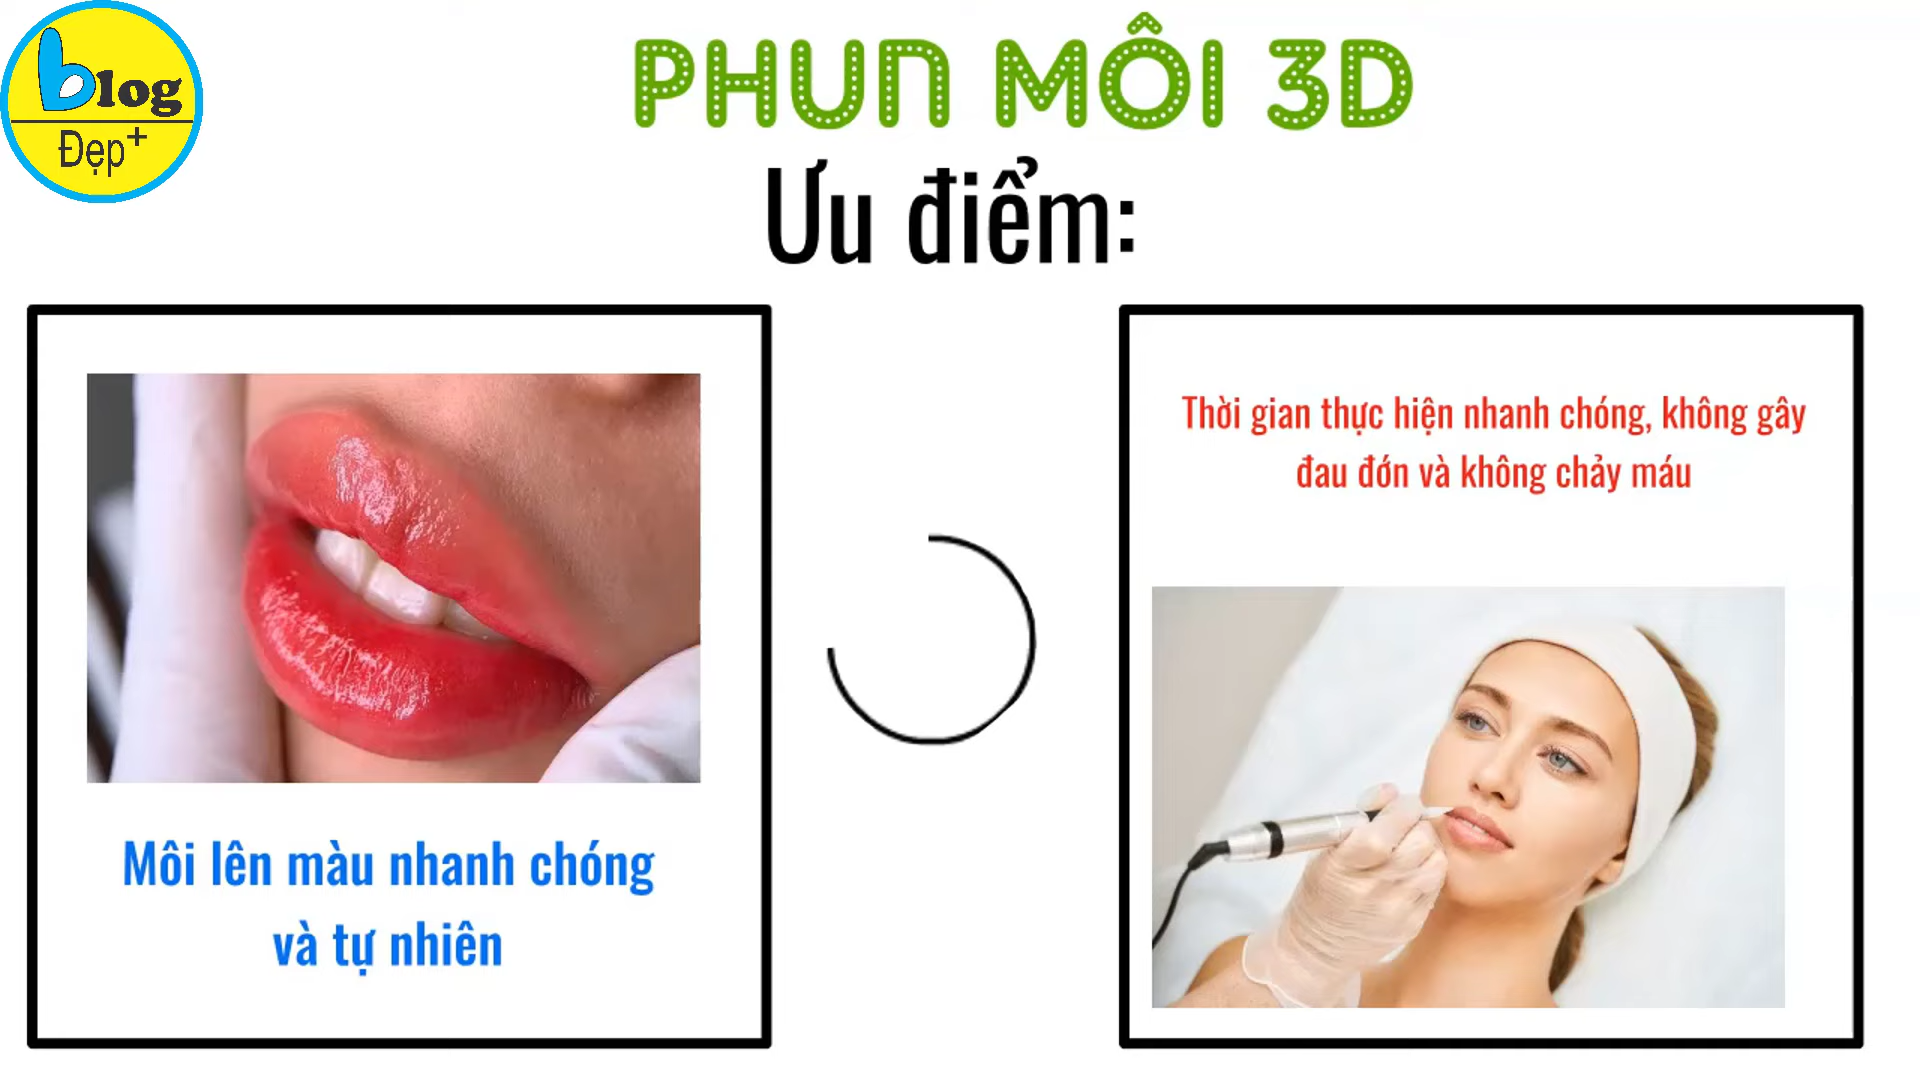 blog
Đẹp+
PHUN MÔI 3D
Ưu điểm:
Môi lên màu nhanh chóng
và tự nhiên
Thời gian thực hiện nhanh chóng, không gây
đau đớn và không chảy máu